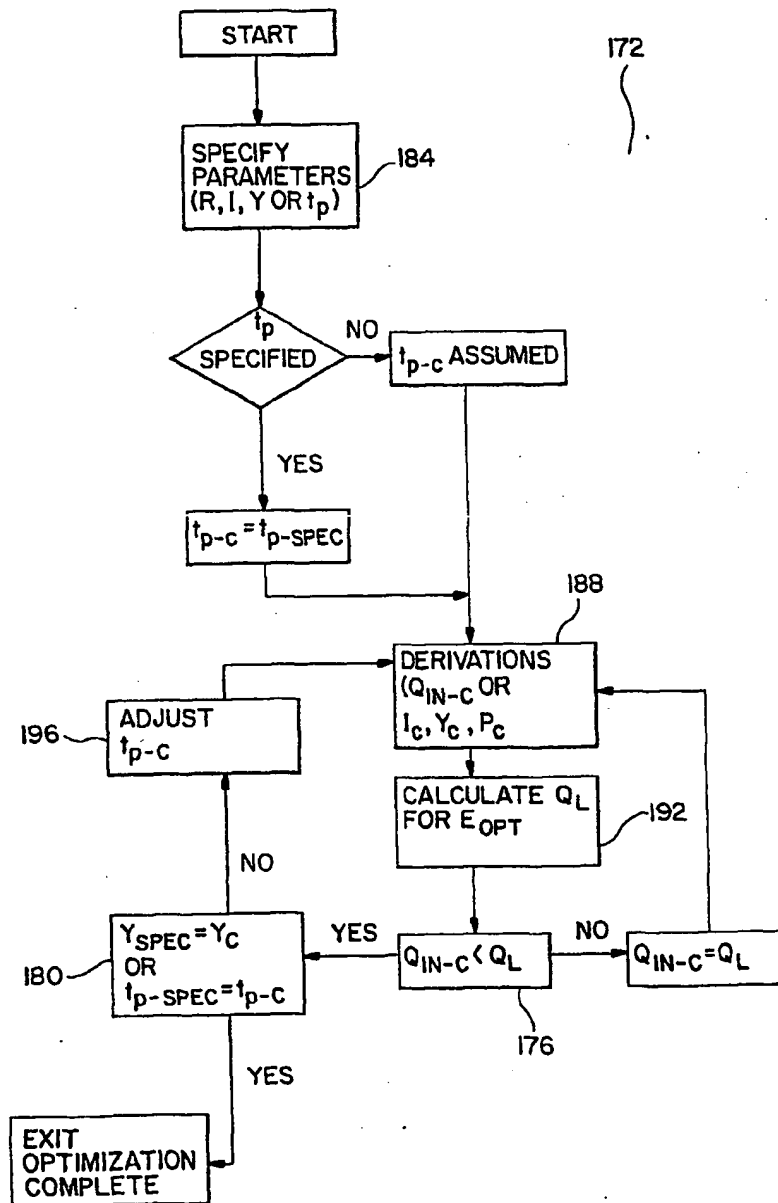 START
172
SPECIFY
PARAMETERS
(R, I, Y OR tp)
184
tp
SPECIFIED
NO
tp-c ASSUMED
YES
tp-c = tp-SPEC
188
DERIVATIONS
(QIN-C OR
IC, YC, PC
ADJUST
tp-c
196
CALCULATE QL
FOR EOPT
192
NO
YSPEC = YC
OR
tp-SPEC = tp-c
180
YES
QIN-C < QL
NO
QIN-C = QL
176
YES
EXIT
OPTIMIZATION
COMPLETE